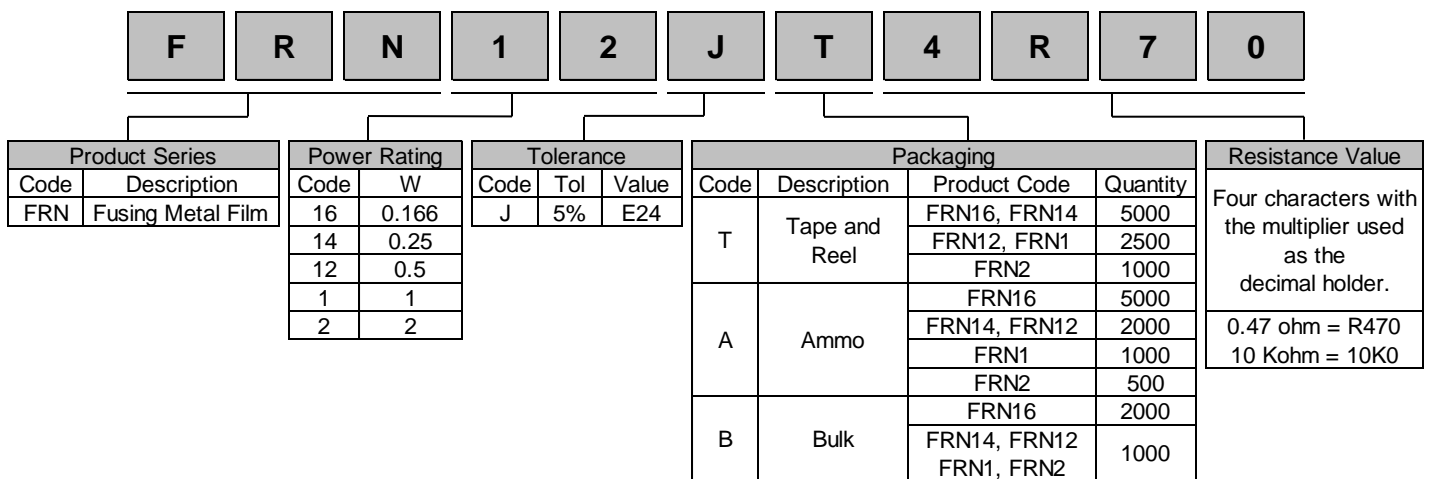 F R N 1 2 J T 4 R 7 0
Product Series
Code Description
FRN Fusing Metal Film
Power Rating
Code W
16 0.166
14 0.25
12 0.5
1 1
2 2
Tolerance
Code Tol Value
J 5% E24
Packaging
Code Description Product Code Quantity
T Tape and Reel
FRN16, FRN14 5000
FRN12, FRN1 2500
FRN2 1000
A Ammo
FRN16 5000
FRN14, FRN12 2000
FRN1 1000
FRN2 500
B Bulk
FRN16 2000
FRN14, FRN12
FRN1, FRN2
1000
Resistance Value
Four characters with
the multiplier used
as the
decimal holder.
0.47 ohm = R470
10 Kohm = 10K0